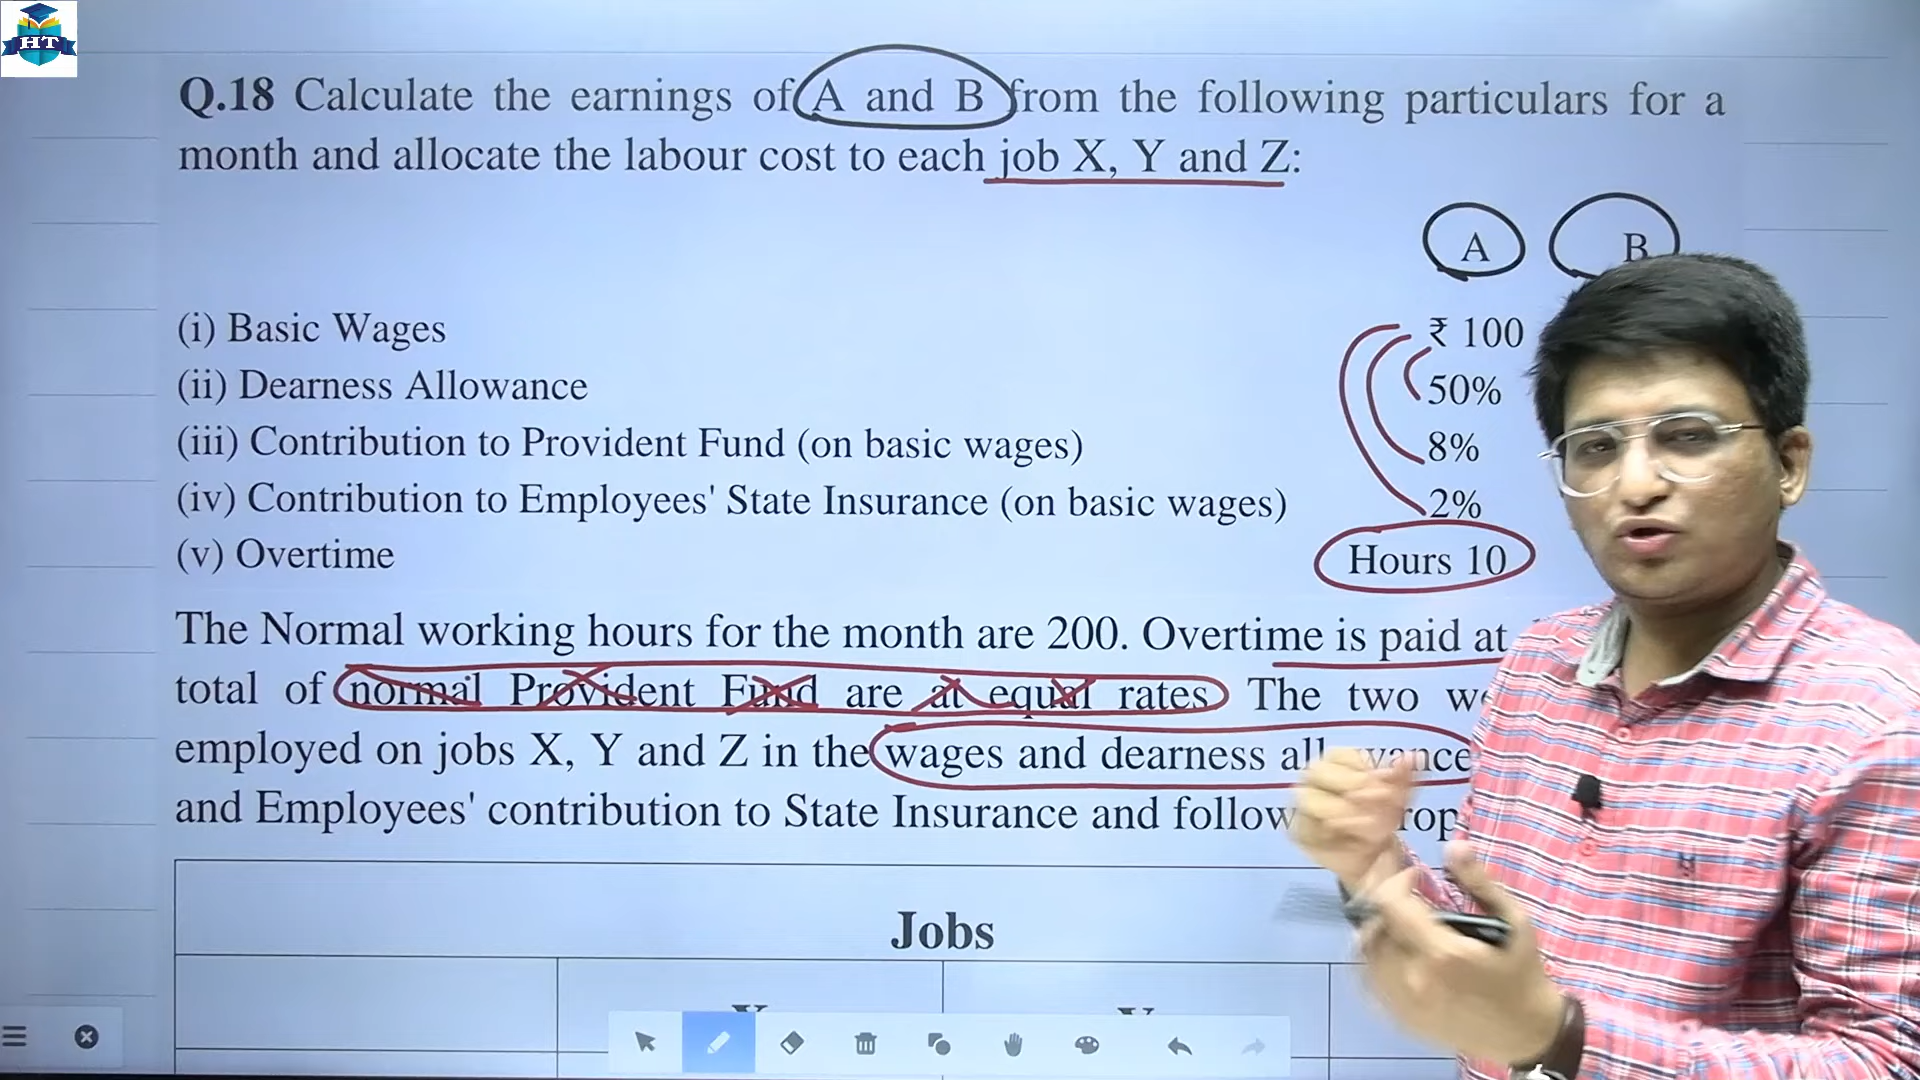 HT
Q.18 Calculate the earnings of A and B from the following particulars for a
month and allocate the labour cost to each job X, Y and Z:
A B
(i) Basic Wages ₹ 100
(ii) Dearness Allowance 50%
(iii) Contribution to Provident Fund (on basic wages) 8%
(iv) Contribution to Employees' State Insurance (on basic wages) 2%
(v) Overtime Hours 10
The Normal working hours for the month are 200. Overtime is paid at
total of normal Provident Fund are at equal rates The two
employed on jobs X, Y and Z in the wages and dearness allowance
and Employees' contribution to State Insurance and follow
Jobs